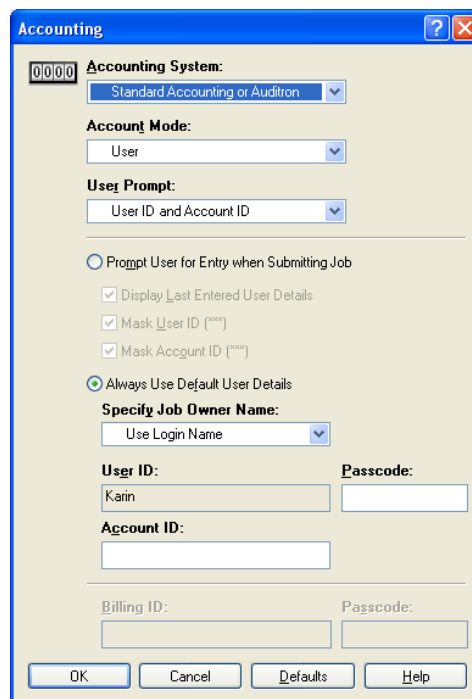 Accounting
0000
Accounting System:
Standard Accounting or Auditron
Account Mode:
User
User Prompt:
User ID and Account ID
Prompt User for Entry when Submitting Job
Display Last Entered User Details
Mask User ID (***)
Mask Account ID (***)
Always Use Default User Details
Specify Job Owner Name:
Use Login Name
User ID: Passcode:
Karin
Account ID:
Billing ID: Passcode:
OK Cancel Defaults Help